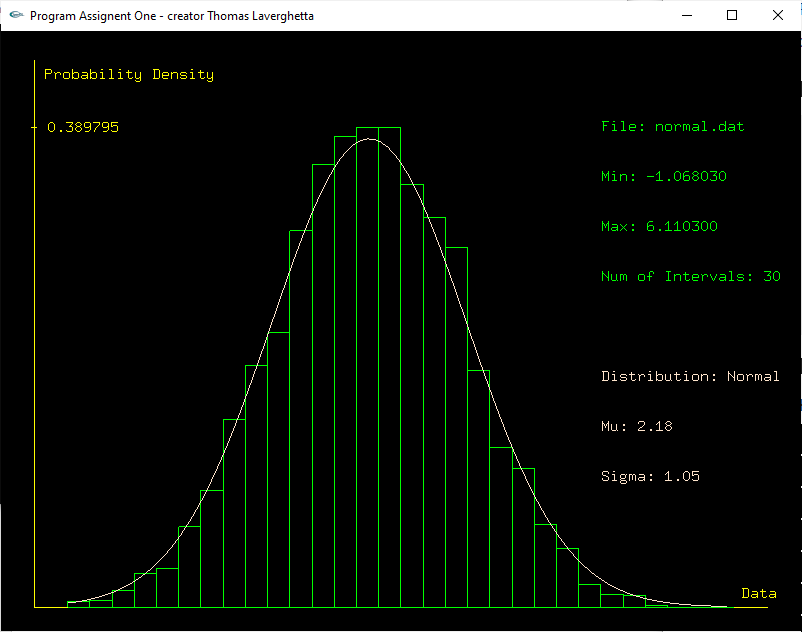 Program Assignent One - creator Thomas Laverghetta
Probability Density
0.389795
File: normal.dat
Min: -1.068030
Max: 6.110300
Num of Intervals: 30
Distribution: Normal
Mu: 2.18
Sigma: 1.05
Data